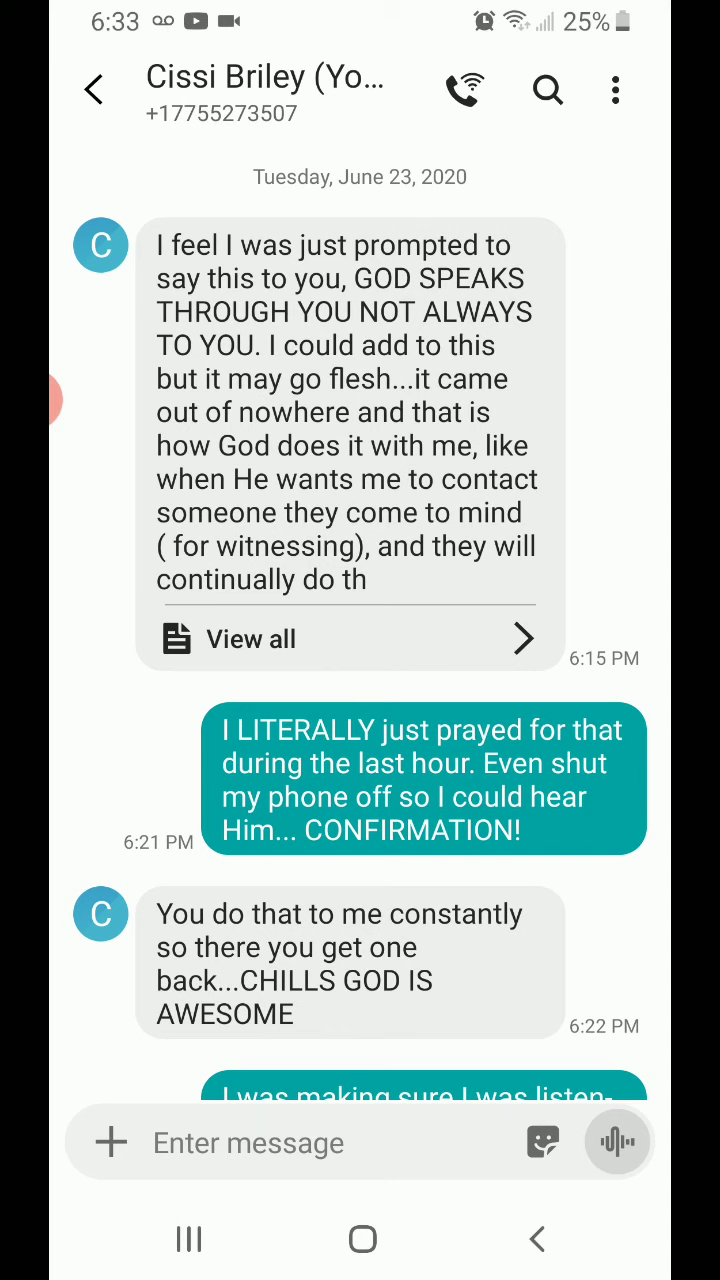 6:33 25%
Cissi Briley (Yo...
+17755273507
Tuesday, June 23, 2020
C
I feel I was just prompted to
say this to you, GOD SPEAKS
THROUGH YOU NOT ALWAYS
TO YOU. I could add to this
but it may go flesh...it came
out of nowhere and that is
how God does it with me, like
when He wants me to contact
someone they come to mind
( for witnessing), and they will
continually do th
View all
6:15 PM
I LITERALLY just prayed for that
during the last hour. Even shut
my phone off so I could hear
Him... CONFIRMATION!
6:21 PM
C
You do that to me constantly
so there you get one
back...CHILLS GOD IS
AWESOME
6:22 PM
I was making sure I was listen-
Enter message